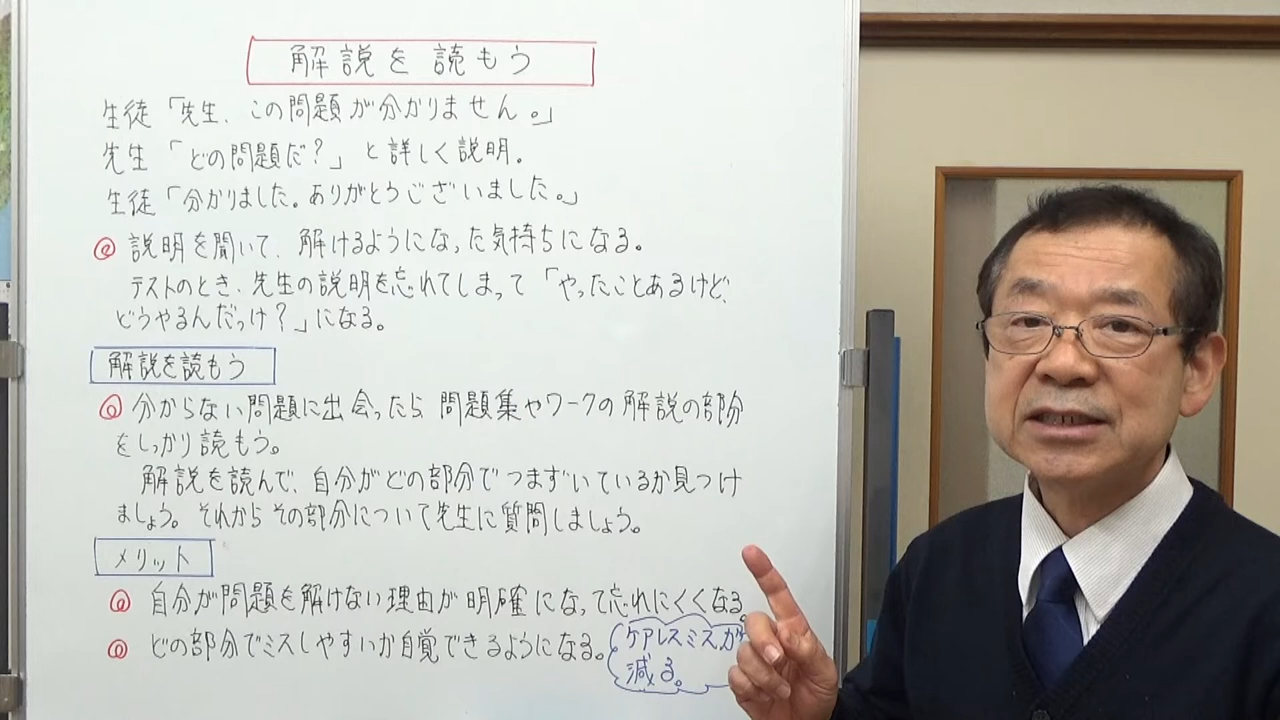 解説を読もう
生徒「先生、この問題が分かりません。」
先生「どの問題だ？」と詳しく説明。
生徒「分かりました。ありがとうございました。」
◎ 説明を聞いて、解けるようになった気持ちになる。
テストのとき、先生の説明を忘れてしまって「やったことあるけど、
どうやるんだっけ？」になる。
解説を読もう
◎ 分からない問題に出会ったら 問題集やワークの解説の部分
をしっかり読もう。
解説を読んで、自分がどの部分でつまずいているか見つけ
ましょう。それからその部分について先生に質問しましょう。
メリット
◎ 自分が問題を解けない理由が明確になって忘れにくくなる。
◎ どの部分でミスしやすいか自覚できるようになる。
ケアレスミスが
減る。